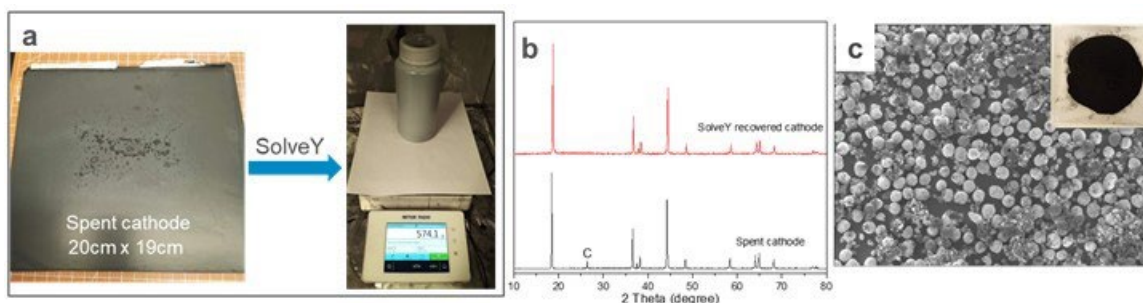 a
Spent cathode
20cm x 19cm
SolveY
574.1
b
SolveY recovered cathode
C
Spent cathode
10 20 30 40 50 60 70 80
2 Theta (degree)
c